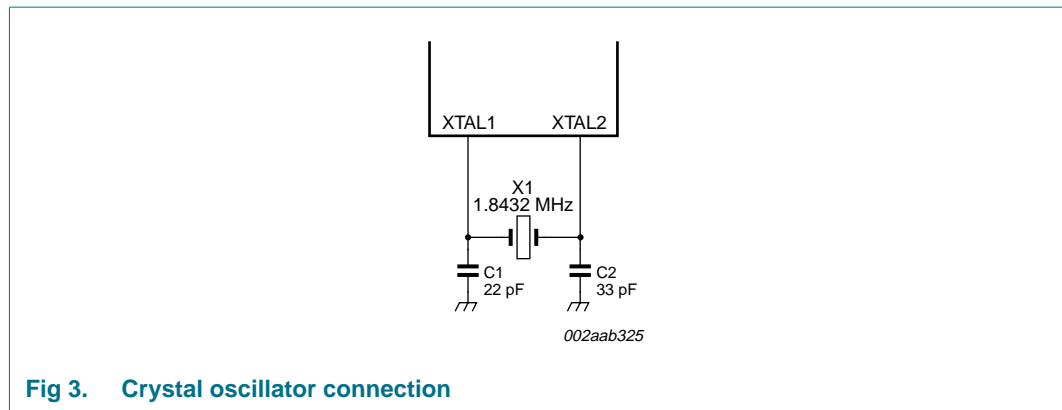 XTAL1 XTAL2
X1
1.8432 MHz
C1 C2
22 pF 33 pF
002aab325
Fig 3. Crystal oscillator connection